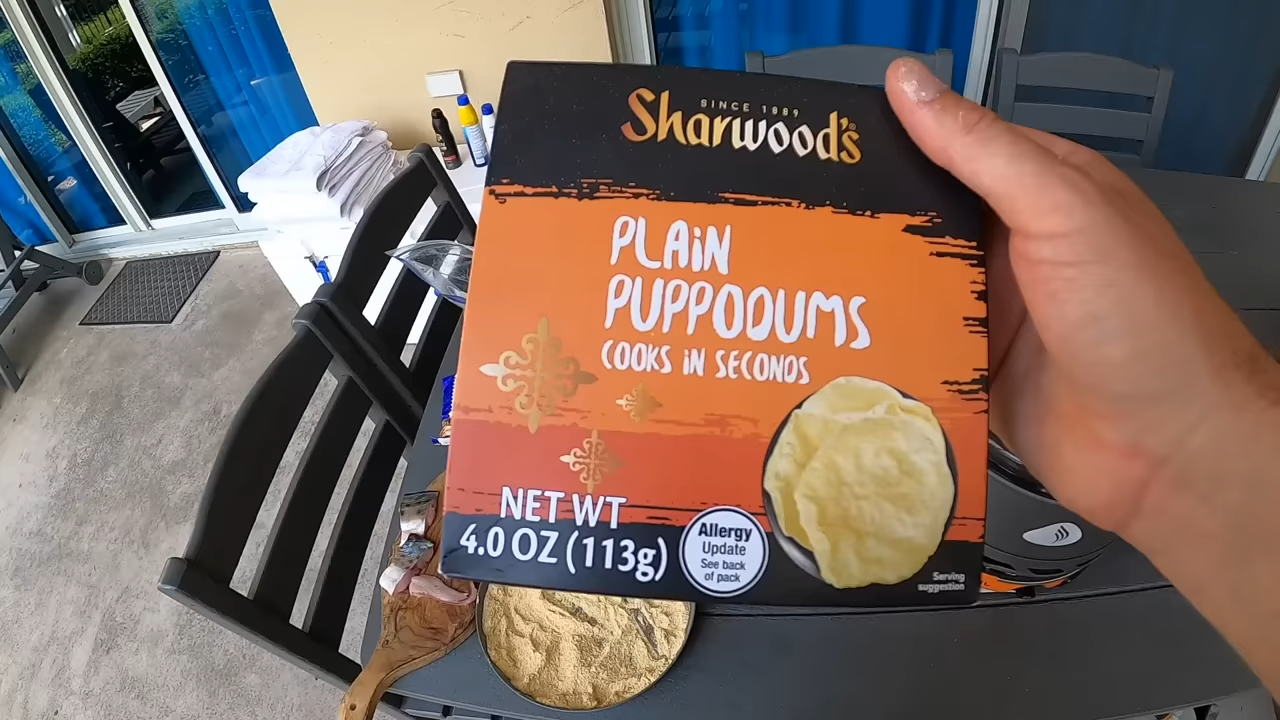 SINCE 1889
Sharwood's
PLAiN
PUPPODUMS
COOKS iN SECONDS
NET WT
4.0 OZ (113g)
Allergy
Update
See back
of pack
Serving
suggestion